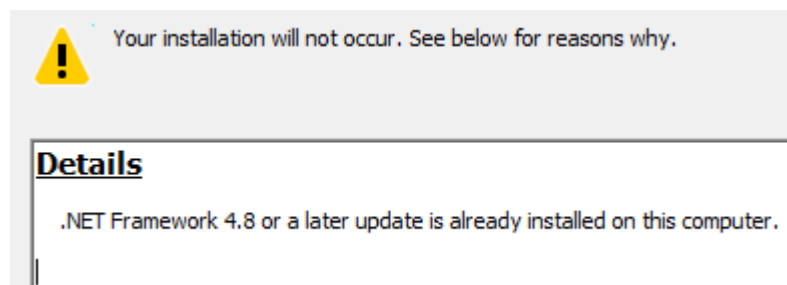 Your installation will not occur. See below for reasons why.
Details
.NET Framework 4.8 or a later update is already installed on this computer.